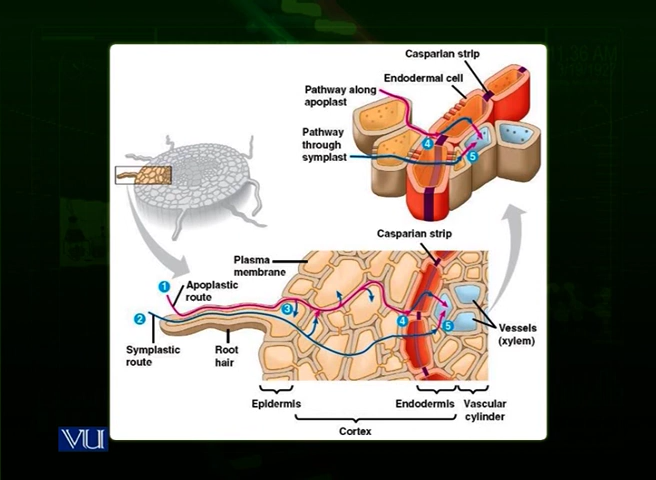 Casparian strip
Endodermal cell
Pathway along
apoplast
Pathway
through
symplast
4
5
Casparian strip
Plasma
membrane
1
Apoplastic
route
2
3
4
5
Vessels
(xylem)
Symplastic
route
Root
hair
Epidermis
Endodermis
Vascular
cylinder
Cortex
VU